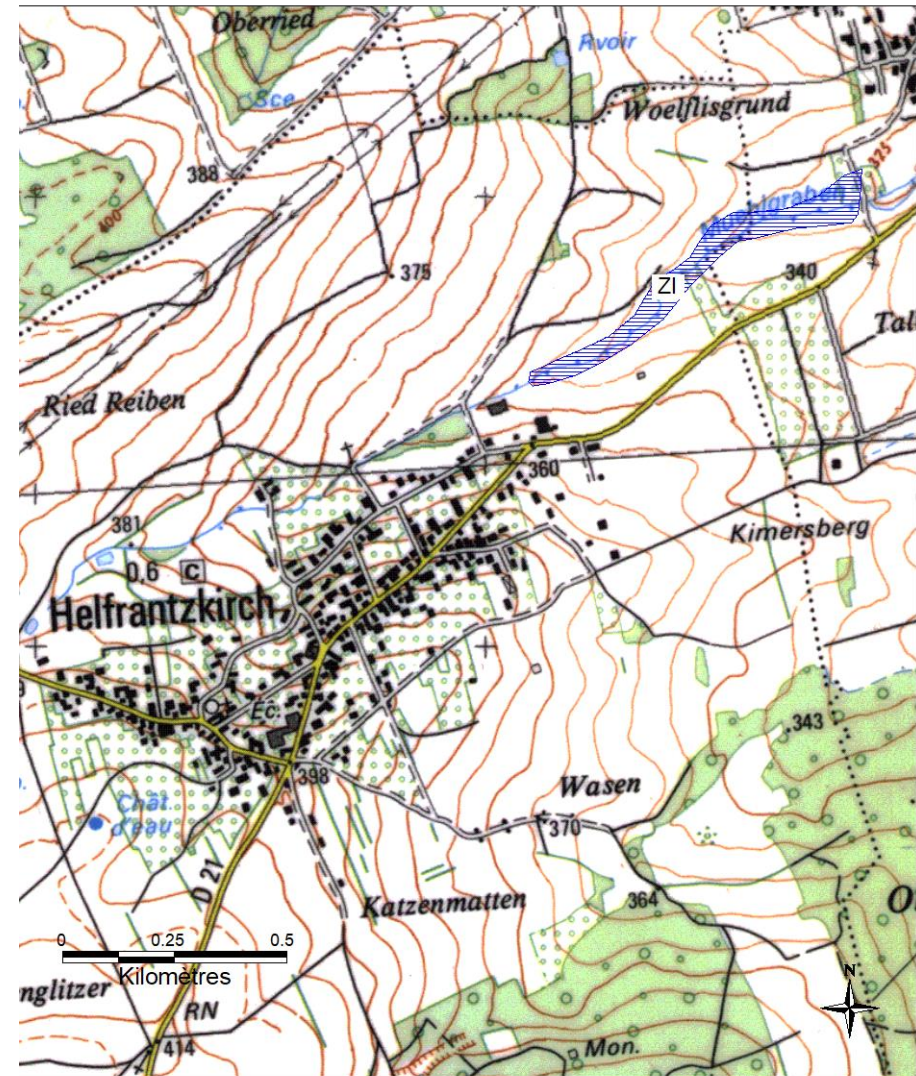 Oberried
Rvoir
Sce
Woelflisgrund
388
375
400
Muehlgraben
375
ZI
340
Tal
Ried Reiben
360
381
Kimersberg
0.6
C
Helfrantzkirch
Ec.
343
398
Wasen
Chât.
d'eau
370
D 21
364
Katzenmatten
O
0 0.25 0.5
Kilometres
nglitzer
RN
N
414
Mon.